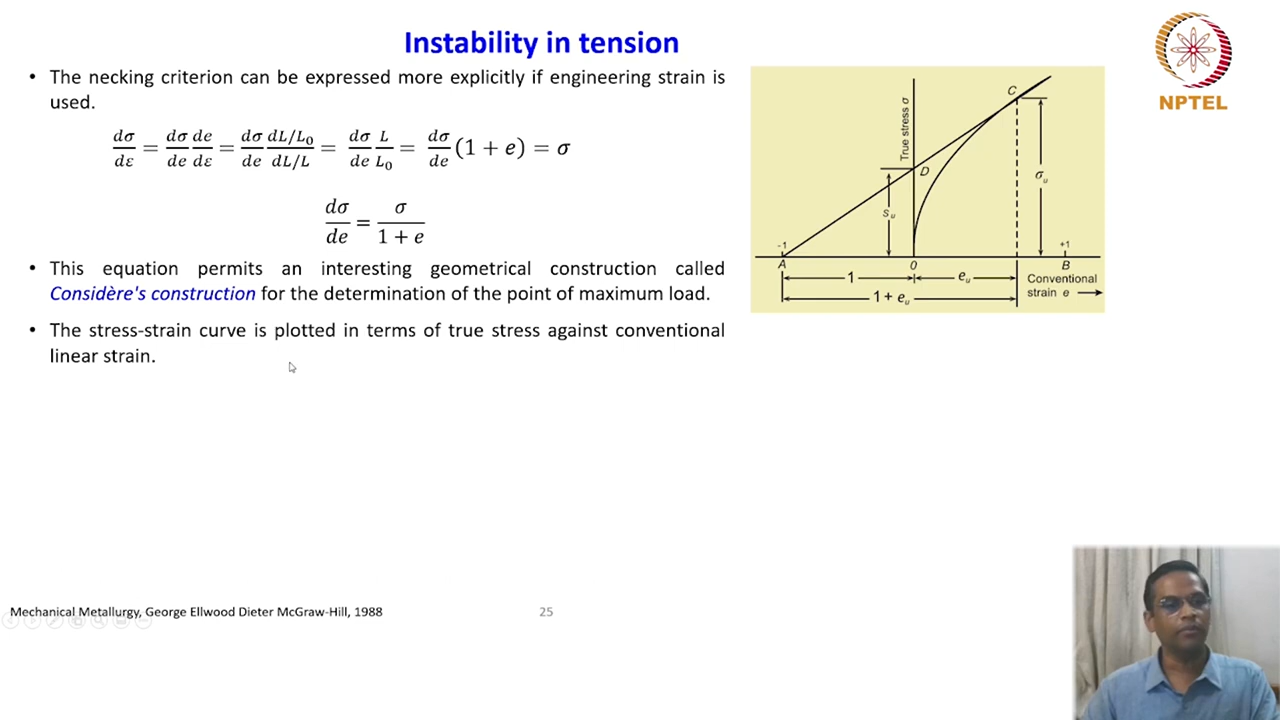 Instability in tension
NPTEL
• The necking criterion can be expressed more explicitly if engineering strain is
used.
dσ/dε = dσ/de de/dε = dσ/de dL/L₀/dL/L = dσ/de L/L₀ = dσ/de (1 + e) = σ
dσ/de = σ/1 + e
• This equation permits an interesting geometrical construction called
Considère's construction for the determination of the point of maximum load.
• The stress-strain curve is plotted in terms of true stress against conventional
linear strain.
True stress σ
C
D
σᵤ
sᵤ
-1
+1
A
0
B
1
eᵤ
1 + eᵤ
Conventional
strain e
Mechanical Metallurgy, George Ellwood Dieter McGraw-Hill, 1988
25